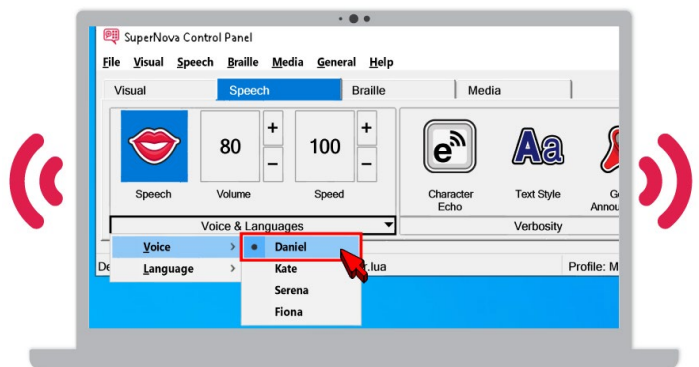 SuperNova Control Panel
File Visual Speech Braille Media General Help
Visual Speech Braille Media
80 + - 100 + -
e Aa
Speech Volume Speed Character Echo Text Style
Voice & Languages Verbosity
Voice > Daniel
Language > Kate
Serena
Fiona
.lua Profile: M